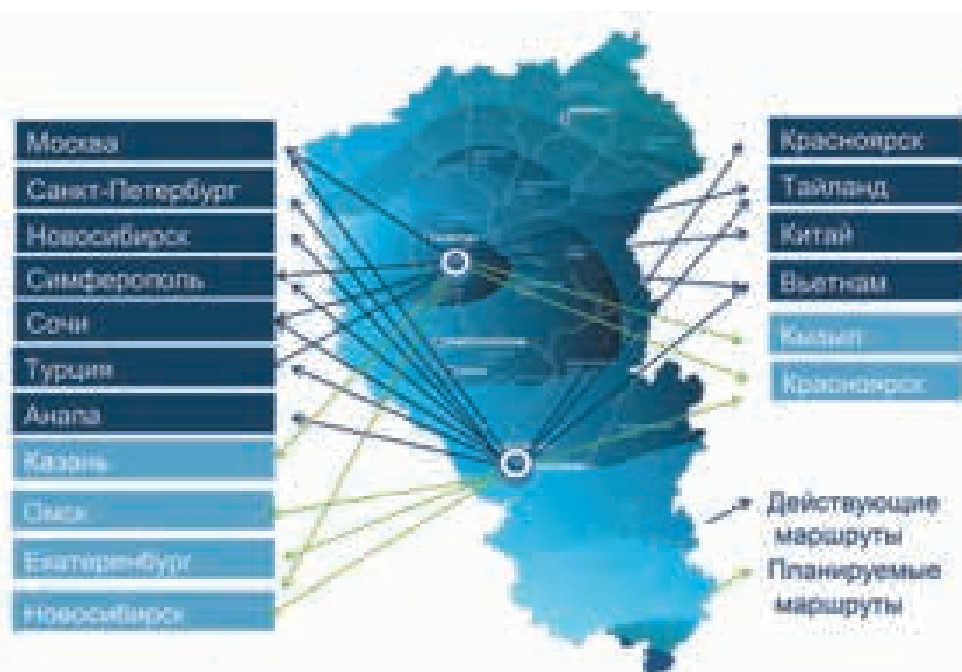 Москва
Санкт-Петербург
Новосибирск
Симферополь
Сочи
Турция
Анапа
Казань
Омск
Екатеринбург
Новосибирск
Красноярск
Тайланд
Китай
Вьетнам
Кызыл
Красноярск
Действующие
маршруты
Планируемые
маршруты